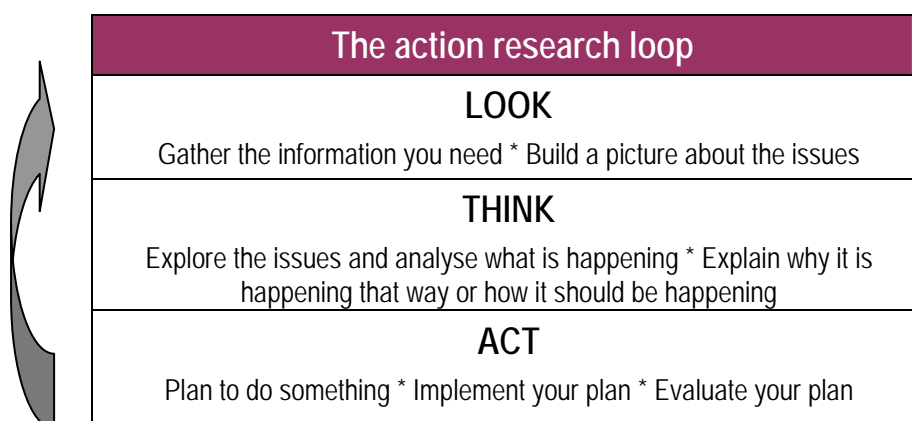 The action research loop
LOOK
Gather the information you need * Build a picture about the issues
THINK
Explore the issues and analyse what is happening * Explain why it is
happening that way or how it should be happening
ACT
Plan to do something * Implement your plan * Evaluate your plan